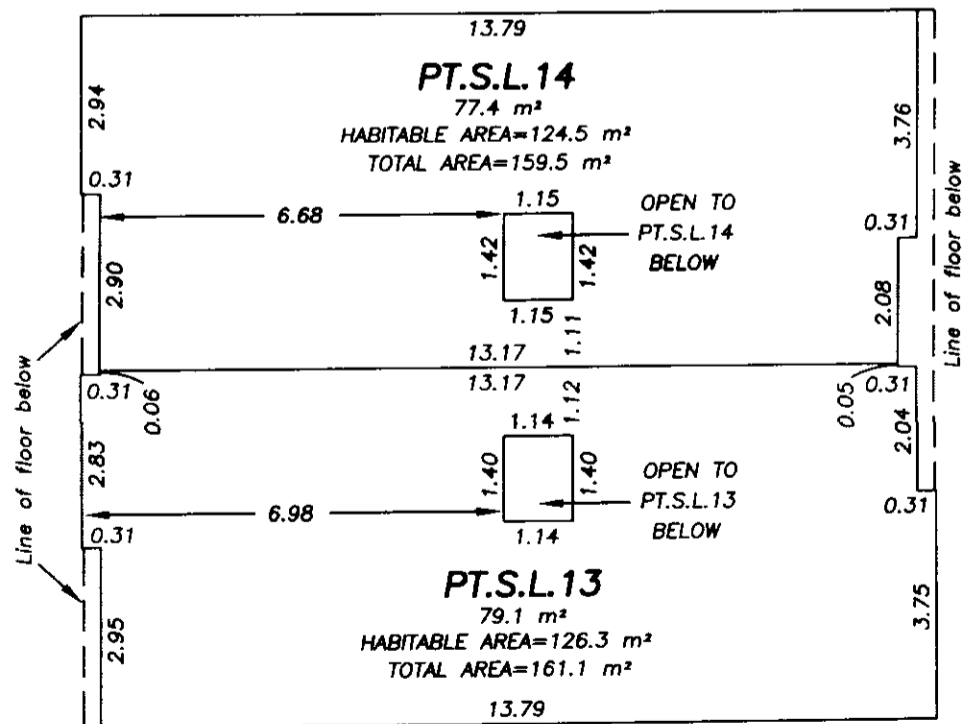 13.79
PT.S.L.14
77.4 m²
HABITABLE AREA=124.5 m²
TOTAL AREA=159.5 m²
2.94
3.76
0.31
6.68
1.15
OPEN TO
PT.S.L.14
BELOW
0.31
1.42
1.42
2.90
2.08
1.15
1.11
Line of floor below
Line of floor below
13.17
13.17
0.31
0.06
0.05
0.31
1.12
1.14
2.04
2.83
1.40
1.40
OPEN TO
PT.S.L.13
BELOW
6.98
0.31
0.31
1.14
PT.S.L.13
79.1 m²
HABITABLE AREA=126.3 m²
TOTAL AREA=161.1 m²
2.95
3.75
13.79